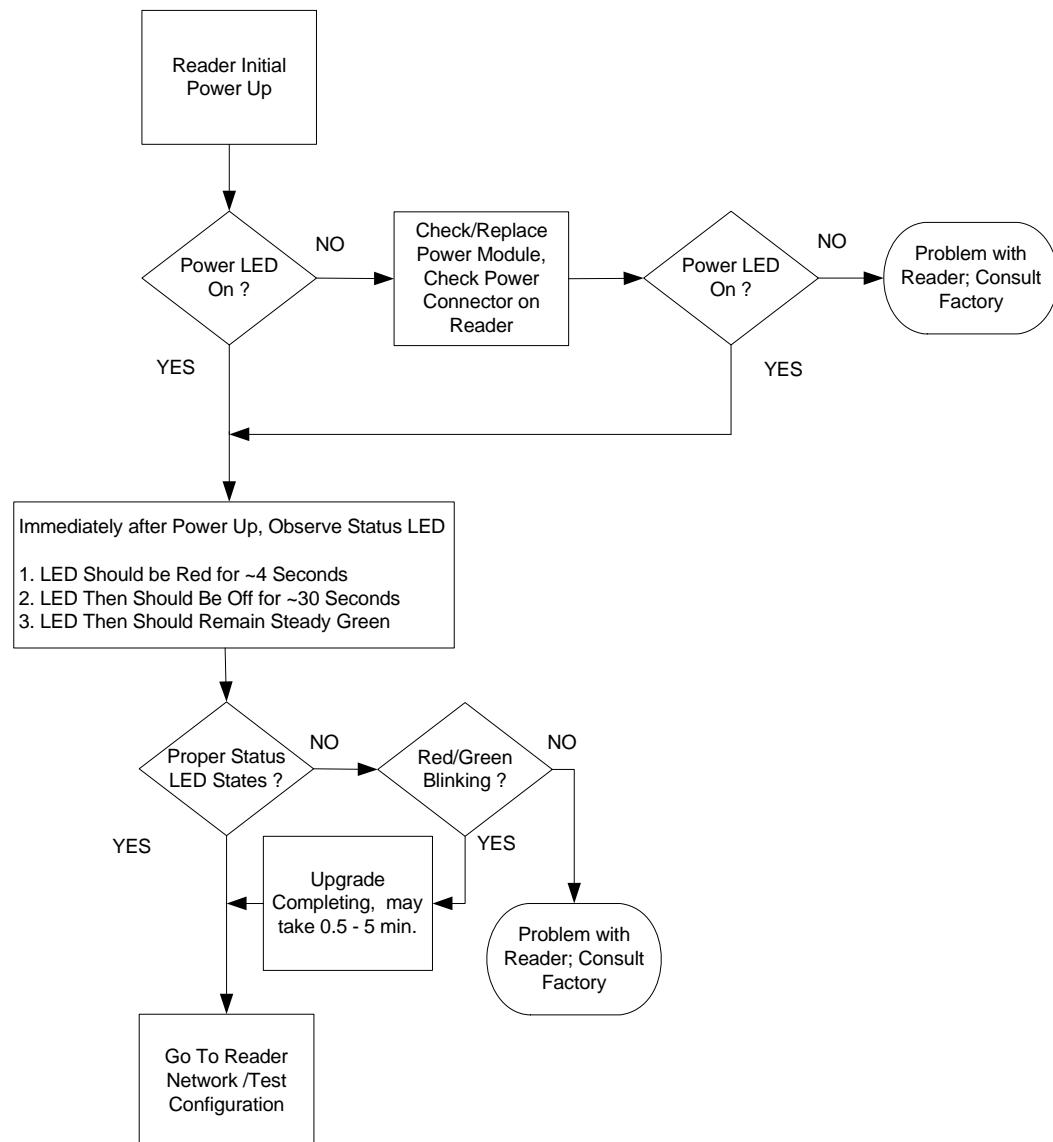 Reader Initial
Power Up
Power LED
On ?
NO
Check/Replace
Power Module,
Check Power
Connector on
Reader
Power LED
On ?
NO
Problem with
Reader; Consult
Factory
YES
YES
Immediately after Power Up, Observe Status LED
1. LED Should be Red for ~4 Seconds
2. LED Then Should Be Off for ~30 Seconds
3. LED Then Should Remain Steady Green
Proper Status
LED States ?
NO
Red/Green
Blinking ?
NO
YES
YES
Upgrade
Completing, may
take 0.5 - 5 min.
Problem with
Reader; Consult
Factory
Go To Reader
Network /Test
Configuration